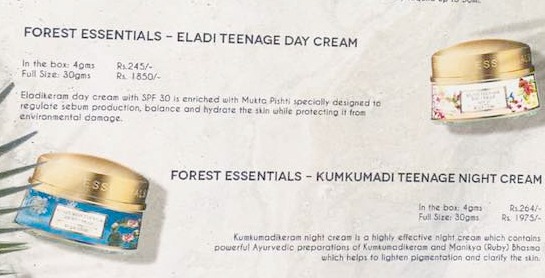 FOREST ESSENTIALS – ELADI TEENAGE DAY CREAM
In the box: 4gms Rs.245/-
Full Size: 30gms Rs. 1850/-
Eladikeram day cream with SPF 30 is enriched with Mukta Pishti specially designed to
regulate sebum production, balance and hydrate the skin while protecting it from
environmental damage.
FOREST ESSENTIALS – KUMKUMADI TEENAGE NIGHT CREAM
In the box: 4gms Rs.264/-
Full Size: 30gms Rs. 1975/-
Kumkumadikeram night cream is a highly effective night cream which contains
powerful Ayurvedic preparations of Kumkumadikeram and Manikya (Ruby) Bhasma
which helps to lighten pigmentation and clarify the skin.